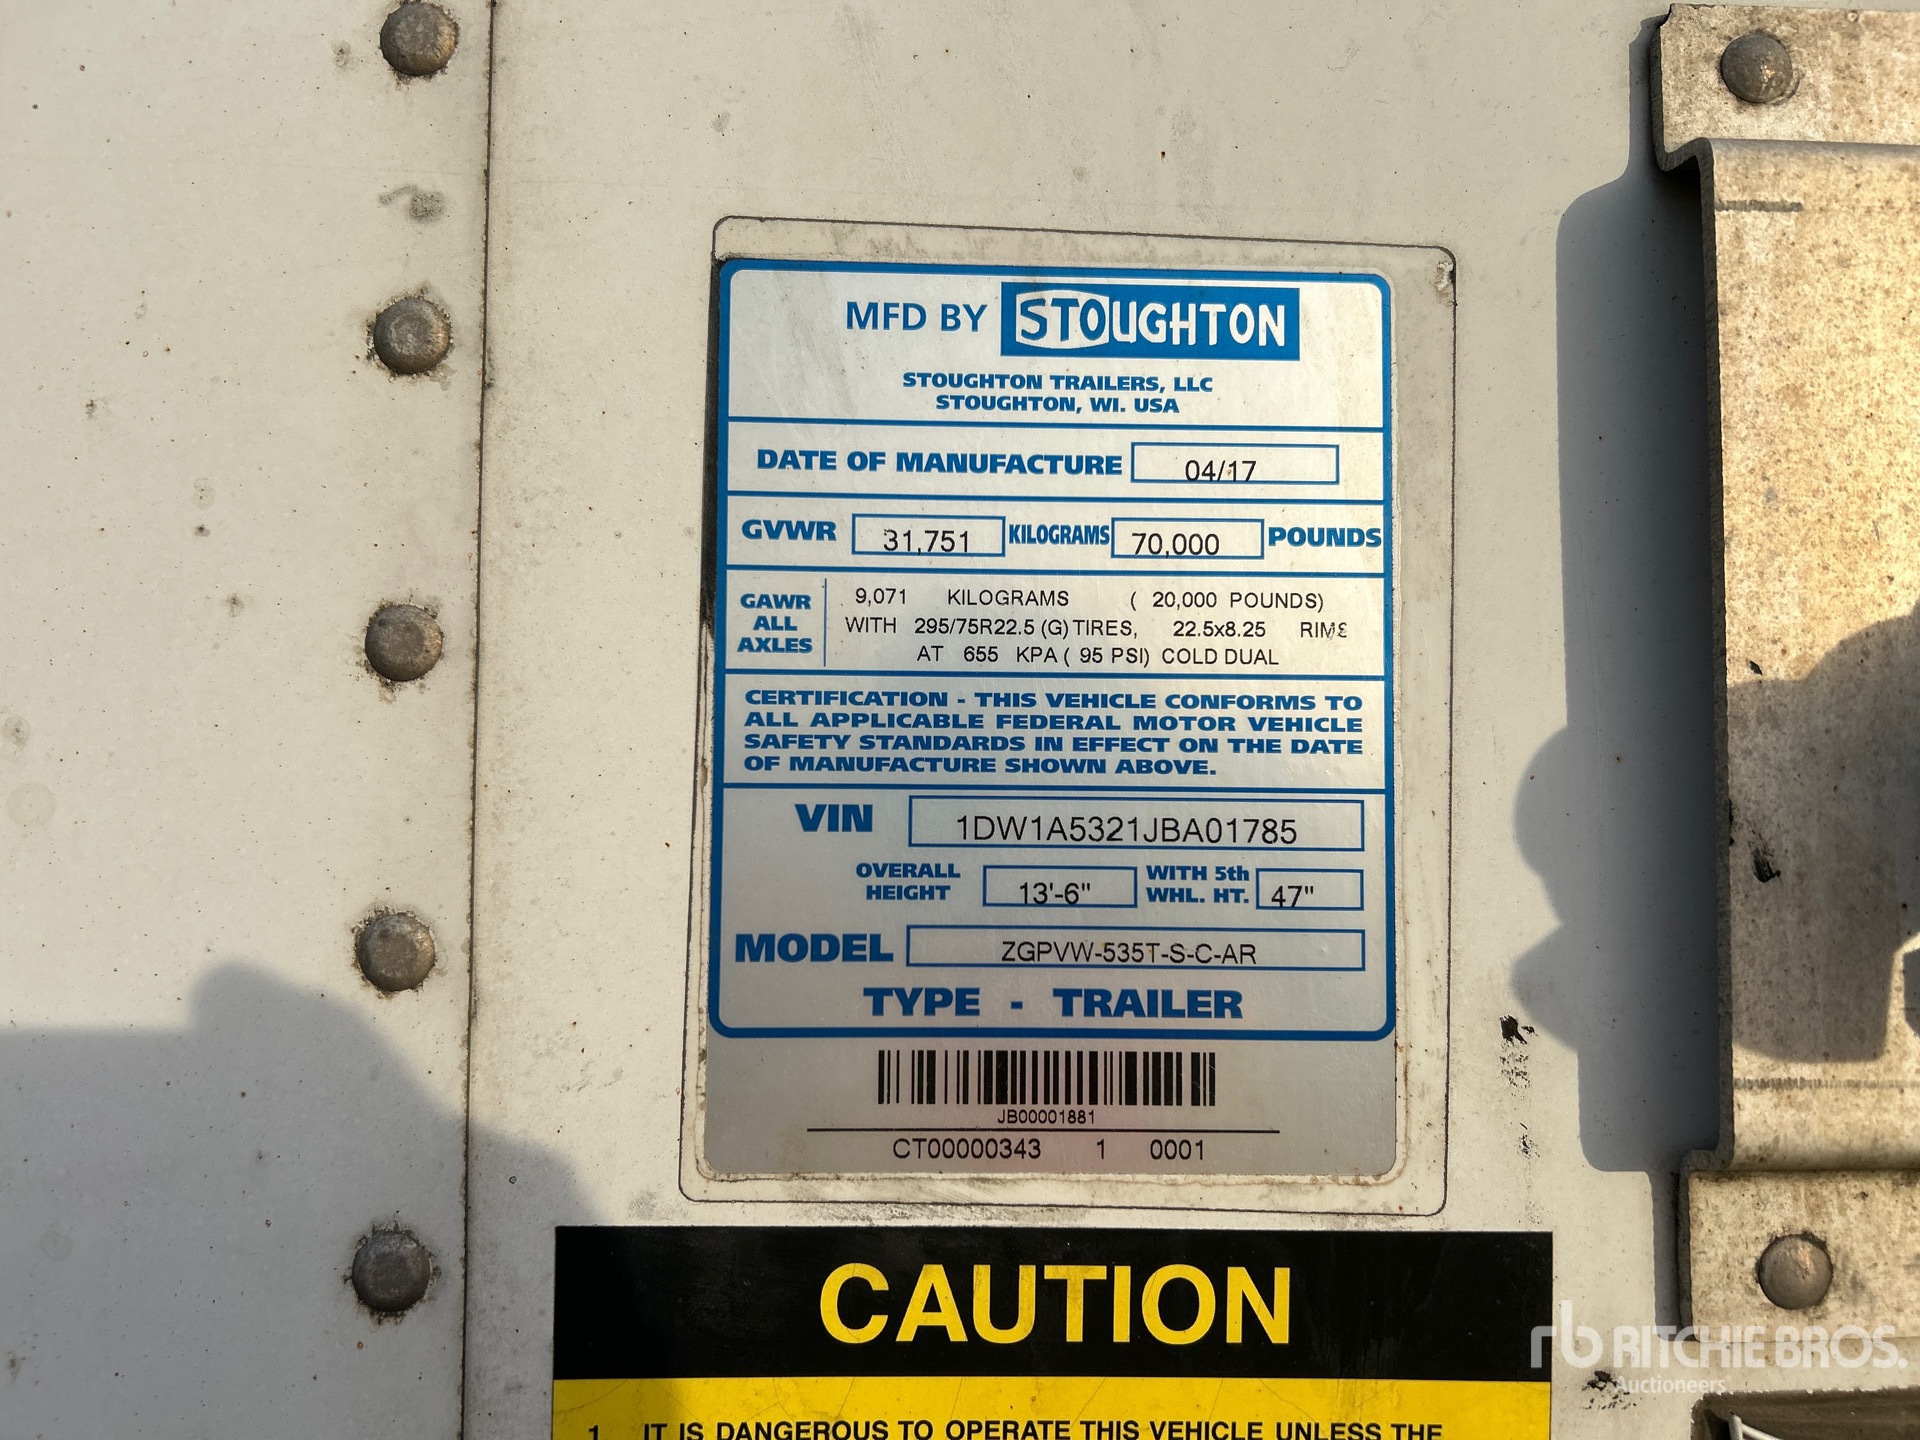 MFD BY STOUGHTON
STOUGHTON TRAILERS, LLC
STOUGHTON, WI. USA
DATE OF MANUFACTURE 04/17
GVWR 31,751 KILOGRAMS 70,000 POUNDS
GAWR ALL AXLES
9,071 KILOGRAMS ( 20,000 POUNDS)
WITH 295/75R22.5 (G) TIRES, 22.5x8.25 RIMS
AT 655 KPA ( 95 PSI) COLD DUAL
CERTIFICATION - THIS VEHICLE CONFORMS TO
ALL APPLICABLE FEDERAL MOTOR VEHICLE
SAFETY STANDARDS IN EFFECT ON THE DATE
OF MANUFACTURE SHOWN ABOVE.
VIN 1DW1A5321JBA01785
OVERALL HEIGHT 13'-6" WITH 5th WHL. HT. 47"
MODEL ZGPVW-535T-S-C-AR
TYPE - TRAILER
JB00001881
CT00000343 1 0001
CAUTION
1. IT IS DANGEROUS TO OPERATE THIS VEHICLE UNLESS THE
rb RITCHIE BROS.
Auctioneers